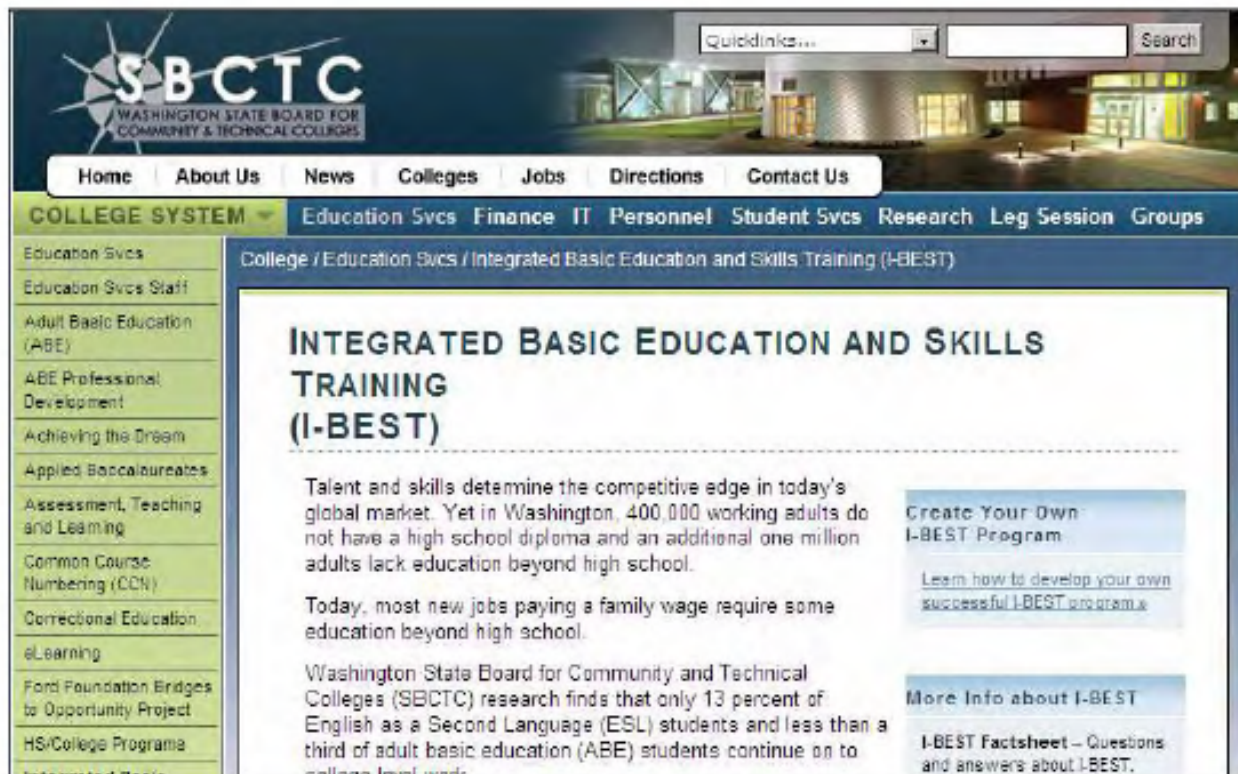 Quicklinks...
Search
SBCTC
WASHINGTON STATE BOARD FOR
COMMUNITY & TECHNICAL COLLEGES
Home About Us News Colleges Jobs Directions Contact Us
COLLEGE SYSTEM Education Svcs Finance IT Personnel Student Svcs Research Leg Session Groups
Education Svcs
Education Svcs Staff
Adult Basic Education
(ABE)
ABE Professional
Development
Achieving the Dream
Applied Baccalaureates
Assessment, Teaching
and Learning
Common Course
Numbering (CCN)
Correctional Education
eLearning
Ford Foundation Bridges
to Opportunity Project
HS/College Programs
Integrated Basic
College / Education Svcs / Integrated Basic Education and Skills Training (I-BEST)
INTEGRATED BASIC EDUCATION AND SKILLS
TRAINING
(I-BEST)
Talent and skills determine the competitive edge in today's
global market. Yet in Washington, 400,000 working adults do
not have a high school diploma and an additional one million
adults lack education beyond high school.
Today, most new jobs paying a family wage require some
education beyond high school.
Washington State Board for Community and Technical
Colleges (SBCTC) research finds that only 13 percent of
English as a Second Language (ESL) students and less than a
third of adult basic education (ABE) students continue on to
college-level work.
Create Your Own
I-BEST Program
Learn how to develop your own
successful I-BEST program »
More Info about I-BEST
I-BEST Factsheet – Questions
and answers about I-BEST.